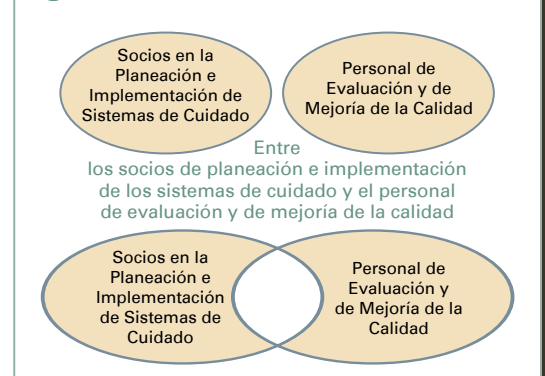 Socios en la
Planeación e
Implementación de
Sistemas de Cuidado
Personal de
Evaluación y de
Mejoría de la Calidad
Entre
los socios de planeación e implementación
de los sistemas de cuidado y el personal
de evaluación y de mejoría de la calidad
Socios en la
Planeación e
Implementación
de Sistemas de
Cuidado
Personal de
Evaluación y
de Mejoría de la
Calidad